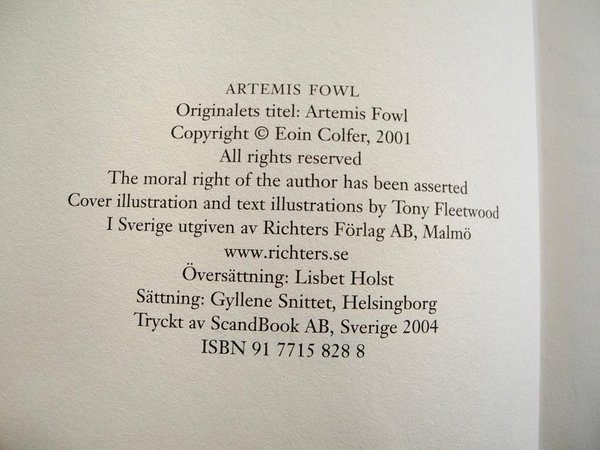 ARTEMIS FOWL
Originalets titel: Artemis Fowl
Copyright © Eoin Colfer, 2001
All rights reserved
The moral right of the author has been asserted
Cover illustration and text illustrations by Tony Fleetwood
I Sverige utgiven av Richters Förlag AB, Malmö
www.richters.se
Översättning: Lisbet Holst
Sättning: Gyllene Snittet, Helsingborg
Tryckt av ScandBook AB, Sverige 2004
ISBN 91 7715 828 8